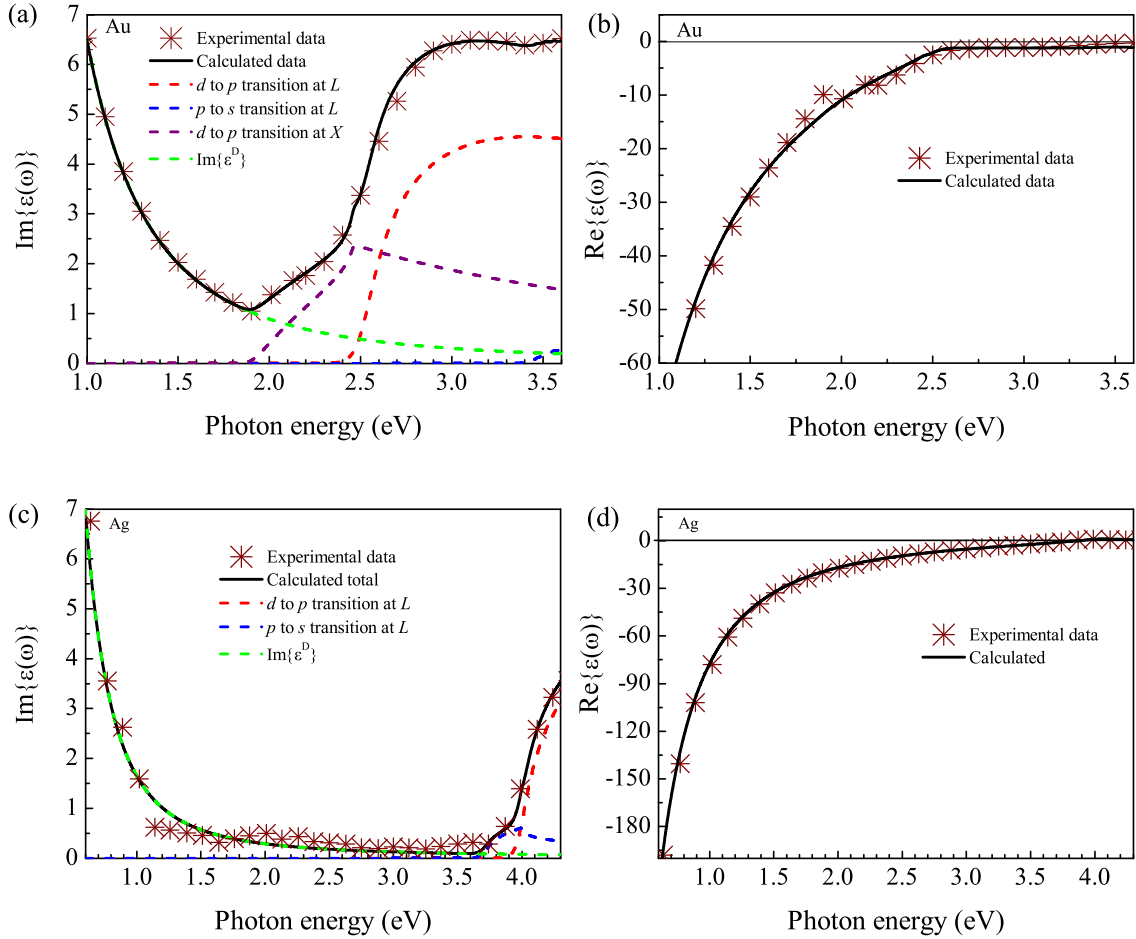 (a)
Au
Experimental data
Calculated data
d to p transition at L
p to s transition at L
d to p transition at X
Im{ε^D}
Im{ε(ω)}
7
6
5
4
3
2
1
0
1.0 1.5 2.0 2.5 3.0 3.5
Photon energy (eV)
(b)
Au
Experimental data
Calculated data
Re{ε(ω)}
0
-10
-20
-30
-40
-50
-60
1.0 1.5 2.0 2.5 3.0 3.5
Photon energy (eV)
(c)
Ag
Experimental data
Calculated total
d to p transition at L
p to s transition at L
Im{ε^D}
Im{ε(ω)}
7
6
5
4
3
2
1
0
1.0 1.5 2.0 2.5 3.0 3.5 4.0
Photon energy (eV)
(d)
Ag
Experimental data
Calculated
Re{ε(ω)}
0
-30
-60
-90
-120
-150
-180
1.0 1.5 2.0 2.5 3.0 3.5 4.0
Photon energy (eV)